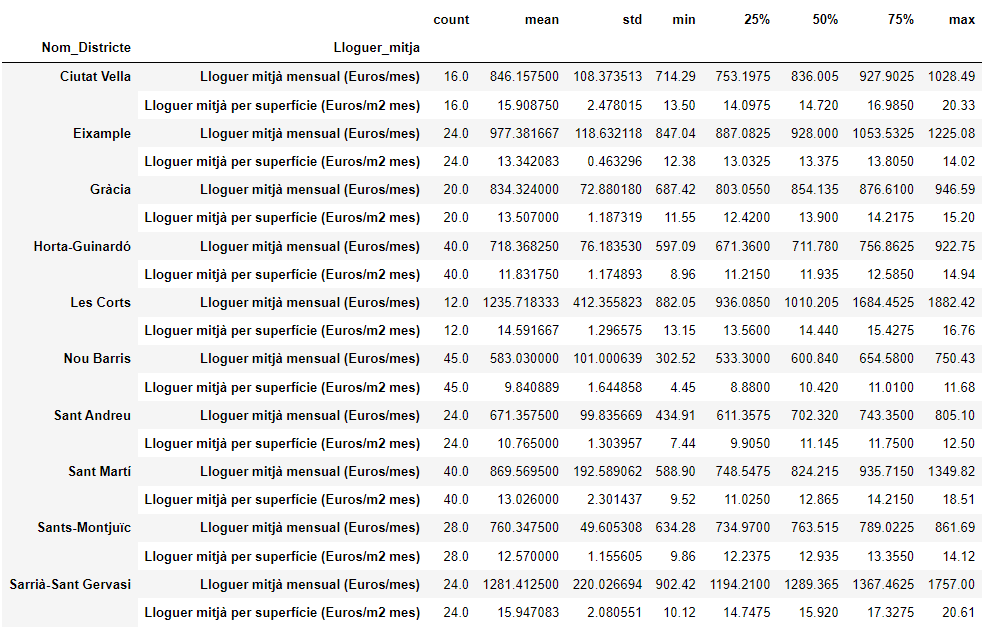 count mean std min 25% 50% 75% max
Nom_Districte Lloguer_mitja
Ciutat Vella Lloguer mitjà mensual (Euros/mes) 16.0 846.157500 108.373513 714.29 753.1975 836.005 927.9025 1028.49
Lloguer mitjà per superfície (Euros/m2 mes) 16.0 15.908750 2.478015 13.50 14.0975 14.720 16.9850 20.33
Eixample Lloguer mitjà mensual (Euros/mes) 24.0 977.381667 118.632118 847.04 887.0825 928.000 1053.5325 1225.08
Lloguer mitjà per superfície (Euros/m2 mes) 24.0 13.342083 0.463296 12.38 13.0325 13.375 13.8050 14.02
Gràcia Lloguer mitjà mensual (Euros/mes) 20.0 834.324000 72.880180 687.42 803.0550 854.135 876.6100 946.59
Lloguer mitjà per superfície (Euros/m2 mes) 20.0 13.507000 1.187319 11.55 12.4200 13.900 14.2175 15.20
Horta-Guinardó Lloguer mitjà mensual (Euros/mes) 40.0 718.368250 76.183530 597.09 671.3600 711.780 756.8625 922.75
Lloguer mitjà per superfície (Euros/m2 mes) 40.0 11.831750 1.174893 8.96 11.2150 11.935 12.5850 14.94
Les Corts Lloguer mitjà mensual (Euros/mes) 12.0 1235.718333 412.355823 882.05 936.0850 1010.205 1684.4525 1882.42
Lloguer mitjà per superfície (Euros/m2 mes) 12.0 14.591667 1.296575 13.15 13.5600 14.440 15.4275 16.76
Nou Barris Lloguer mitjà mensual (Euros/mes) 45.0 583.030000 101.000639 302.52 533.3000 600.840 654.5800 750.43
Lloguer mitjà per superfície (Euros/m2 mes) 45.0 9.840889 1.644858 4.45 8.8800 10.420 11.0100 11.68
Sant Andreu Lloguer mitjà mensual (Euros/mes) 24.0 671.357500 99.835669 434.91 611.3575 702.320 743.3500 805.10
Lloguer mitjà per superfície (Euros/m2 mes) 24.0 10.765000 1.303957 7.44 9.9050 11.145 11.7500 12.50
Sant Martí Lloguer mitjà mensual (Euros/mes) 40.0 869.569500 192.589062 588.90 748.5475 824.215 935.7150 1349.82
Lloguer mitjà per superfície (Euros/m2 mes) 40.0 13.026000 2.301437 9.52 11.0250 12.865 14.2150 18.51
Sants-Montjuïc Lloguer mitjà mensual (Euros/mes) 28.0 760.347500 49.605308 634.28 734.9700 763.515 789.0225 861.69
Lloguer mitjà per superfície (Euros/m2 mes) 28.0 12.570000 1.155605 9.86 12.2375 12.935 13.3550 14.12
Sarrià-Sant Gervasi Lloguer mitjà mensual (Euros/mes) 24.0 1281.412500 220.026694 902.42 1194.2100 1289.365 1367.4625 1757.00
Lloguer mitjà per superfície (Euros/m2 mes) 24.0 15.947083 2.080551 10.12 14.7475 15.920 17.3275 20.61